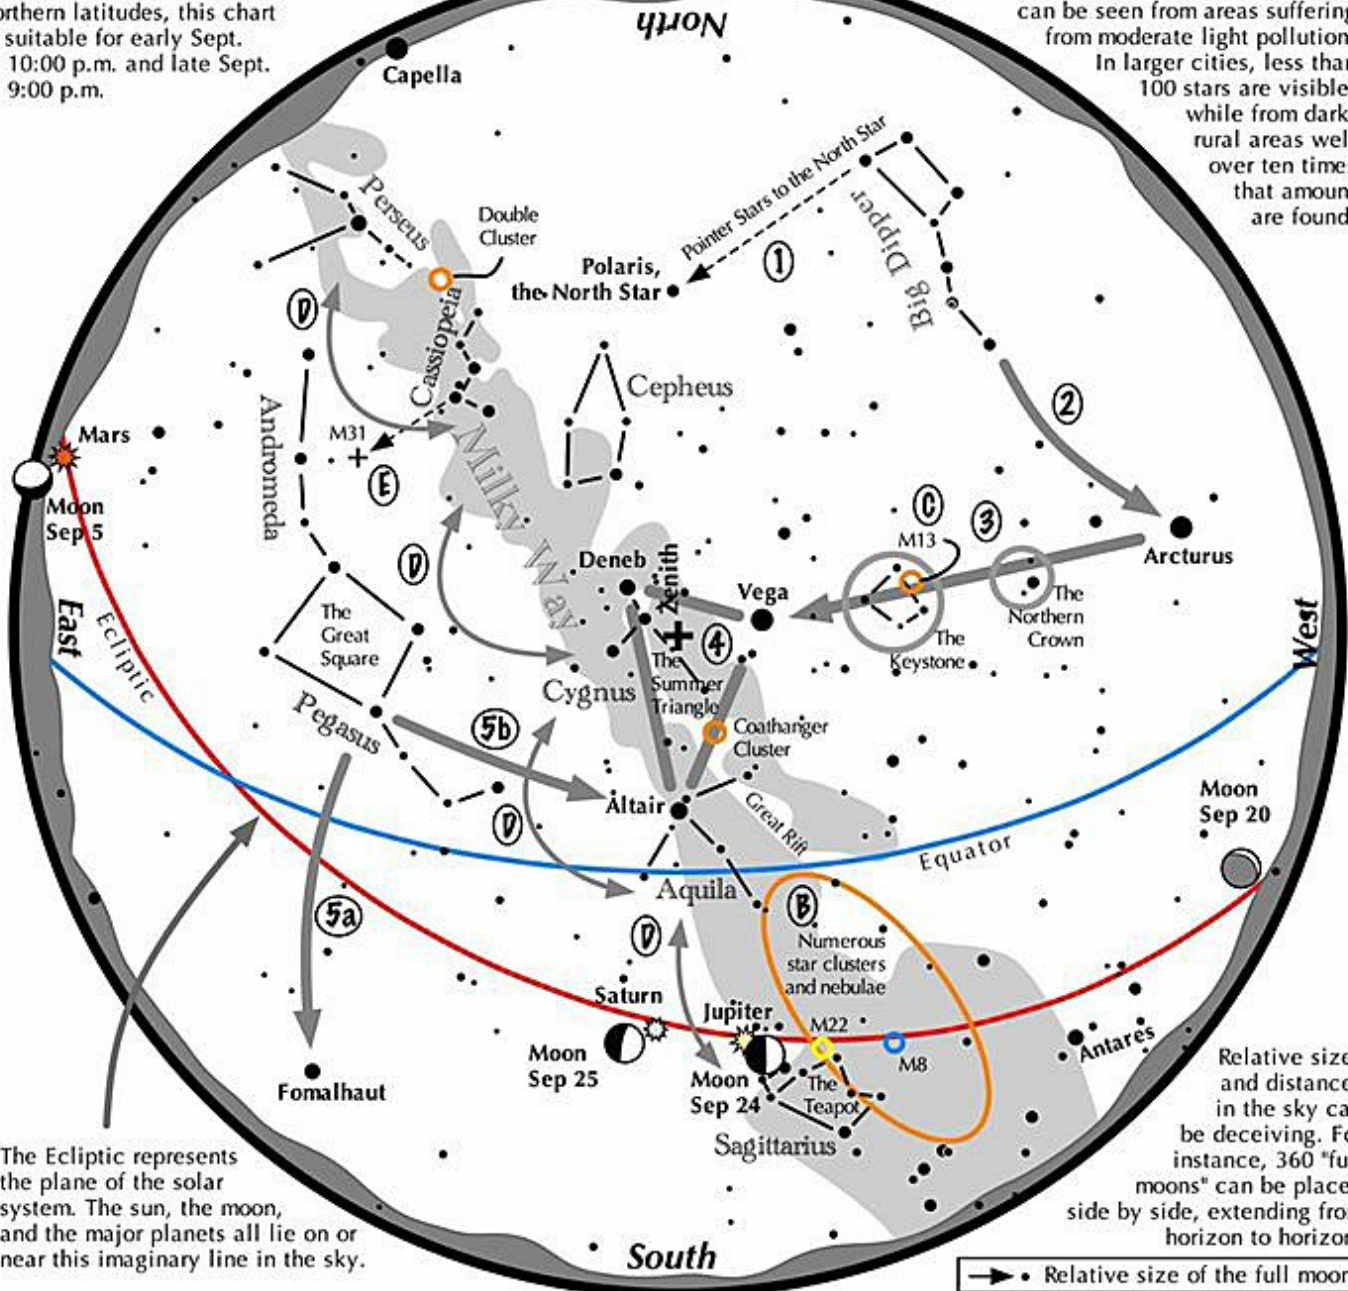 rthern latitudes, this chart
suitable for early Sept.
10:00 p.m. and late Sept.
9:00 p.m.
North
can be seen from areas suffering
from moderate light pollution
In larger cities, less than
100 stars are visible
while from dark
rural areas wel
over ten time
that amoun
are found
Capella
Pointer Stars to the North Star
Perseus
Double
Cluster
Polaris,
the North Star
1
Big Dipper
D
Cassiopeia
Cepheus
2
Andromeda
M31
E
Milky Way
Mars
Moon
Sep 5
C
3
M13
Arcturus
D
Deneb
Zenith
Vega
The
Northern
Crown
The
Keystone
East
Ecliptic
The
Great
Square
4
The
Summer
Triangle
West
Cygnus
Pegasus
5b
Coathanger
Cluster
Altair
D
Great Rift
Moon
Sep 20
Equator
Aquila
5a
D
B
Numerous
star clusters
and nebulae
Saturn
Jupiter
M22
M8
Antares
Moon
Sep 25
Moon
Sep 24
The
Teapot
Sagittarius
Fomalhaut
The Ecliptic represents
the plane of the solar
system. The sun, the moon,
and the major planets all lie on or
near this imaginary line in the sky.
Relative size
and distance
in the sky ca
be deceiving. Fo
instance, 360 "fu
moons" can be place
side by side, extending fro
horizon to horizon
South
Relative size of the full moon